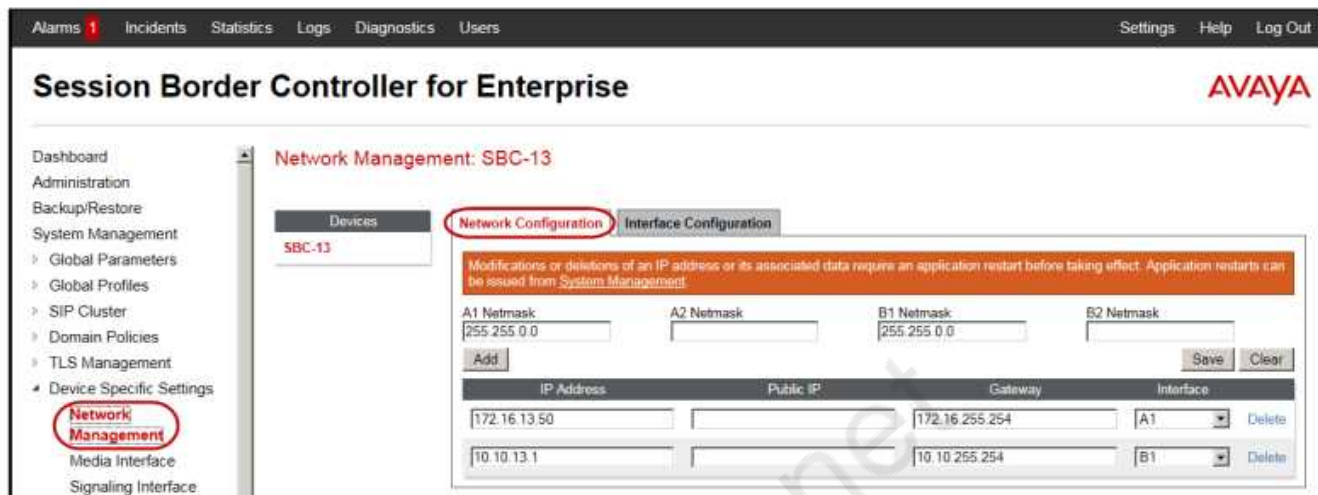 Alarms 1 Incidents Statistics Logs Diagnostics Users Settings Help Log Out
Session Border Controller for Enterprise
AVAYA
Dashboard
Administration
Backup/Restore
System Management
Global Parameters
Global Profiles
SIP Cluster
Domain Policies
TLS Management
Device Specific Settings
Network
Management
Media Interface
Signaling Interface
Network Management: SBC-13
Devices
SBC-13
Network Configuration Interface Configuration
Modifications or deletions of an IP address or its associated data require an application restart before taking effect. Application restarts can
be issued from System Management.
A1 Netmask A2 Netmask B1 Netmask B2 Netmask
255.255.0.0 255.255.0.0
Add Save Clear
IP Address Public IP Gateway Interface
172.16.13.50 172.16.255.254 A1 Delete
10.10.13.1 10.10.255.254 B1 Delete